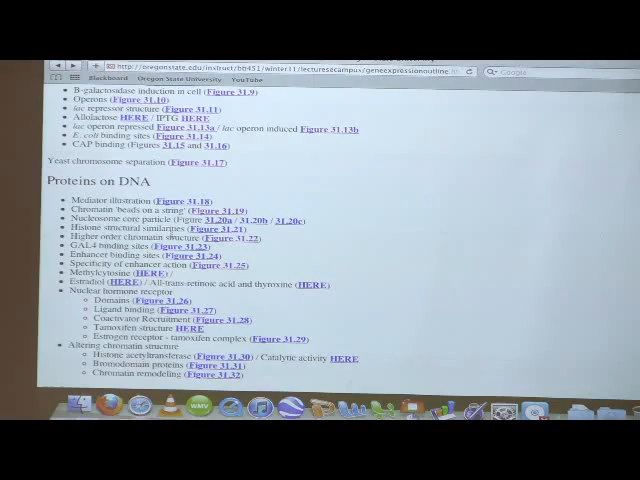 http://oregonstate.edu/instruct/bb451/winter11/lecturesecampus/geneexpressionoutline.
Google
Blackboard Oregon State University YouTube
B-galactosidase induction in cell (Figure 31.9)
Operons (Figure 31.10)
lac repressor structure (Figure 31.11)
Allolactose HERE / IPTG HERE
lac operon repressed Figure 31.13a / lac operon induced Figure 31.13b
E. coli binding sites (Figure 31.14)
CAP binding (Figures 31.15 and 31.16)
Yeast chromosome separation (Figure 31.17)
Proteins on DNA
Mediator illustration (Figure 31.18)
Chromatin 'beads on a string' (Figure 31.19)
Nucleosome core particle (Figure 31.20a / 31.20b / 31.20c)
Histone structural similarities (Figure 31.21)
Higher order chromatin structure (Figure 31.22)
GAL4 binding sites (Figure 31.23)
Enhancer binding sites (Figure 31.24)
Specificity of enhancer action (Figure 31.25)
Methylcytosine (HERE) /
Estradiol (HERE) / All-trans-retinoic acid and thyroxine (HERE)
Nuclear hormone receptor
Domains (Figure 31.26)
Ligand binding (Figure 31.27)
Coactivator Recruitment (Figure 31.28)
Tamoxifen structure HERE
Estrogen receptor - tamoxifen complex (Figure 31.29)
Altering chromatin structure
Histone acetyltransferase (Figure 31.30) / Catalytic activity HERE
Bromodomain proteins (Figure 31.31)
Chromatin remodeling (Figure 31.32)
WMV